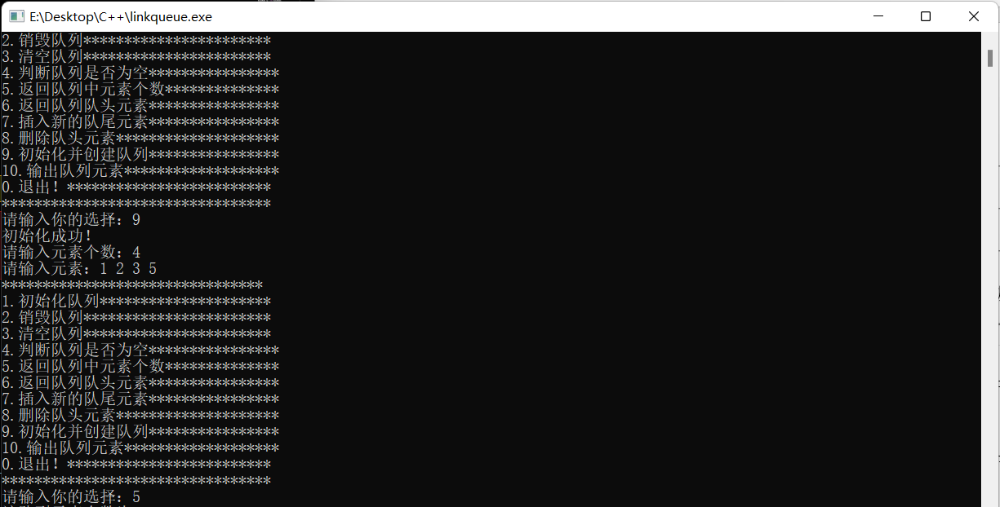 E:\Desktop\C++\linkqueue.exe
2.销毁队列***********************
3.清空队列***********************
4.判断队列是否为空****************
5.返回队列中元素个数**************
6.返回队列队头元素****************
7.插入新的队尾元素****************
8.删除队头元素********************
9.初始化并创建队列****************
10.输出队列元素*******************
0.退出！*************************
*********************************
请输入你的选择：9
初始化成功！
请输入元素个数：4
请输入元素：1 2 3 5
********************************
1.初始化队列*********************
2.销毁队列***********************
3.清空队列***********************
4.判断队列是否为空****************
5.返回队列中元素个数**************
6.返回队列队头元素****************
7.插入新的队尾元素****************
8.删除队头元素********************
9.初始化并创建队列****************
10.输出队列元素*******************
0.退出！*************************
*********************************
请输入你的选择：5